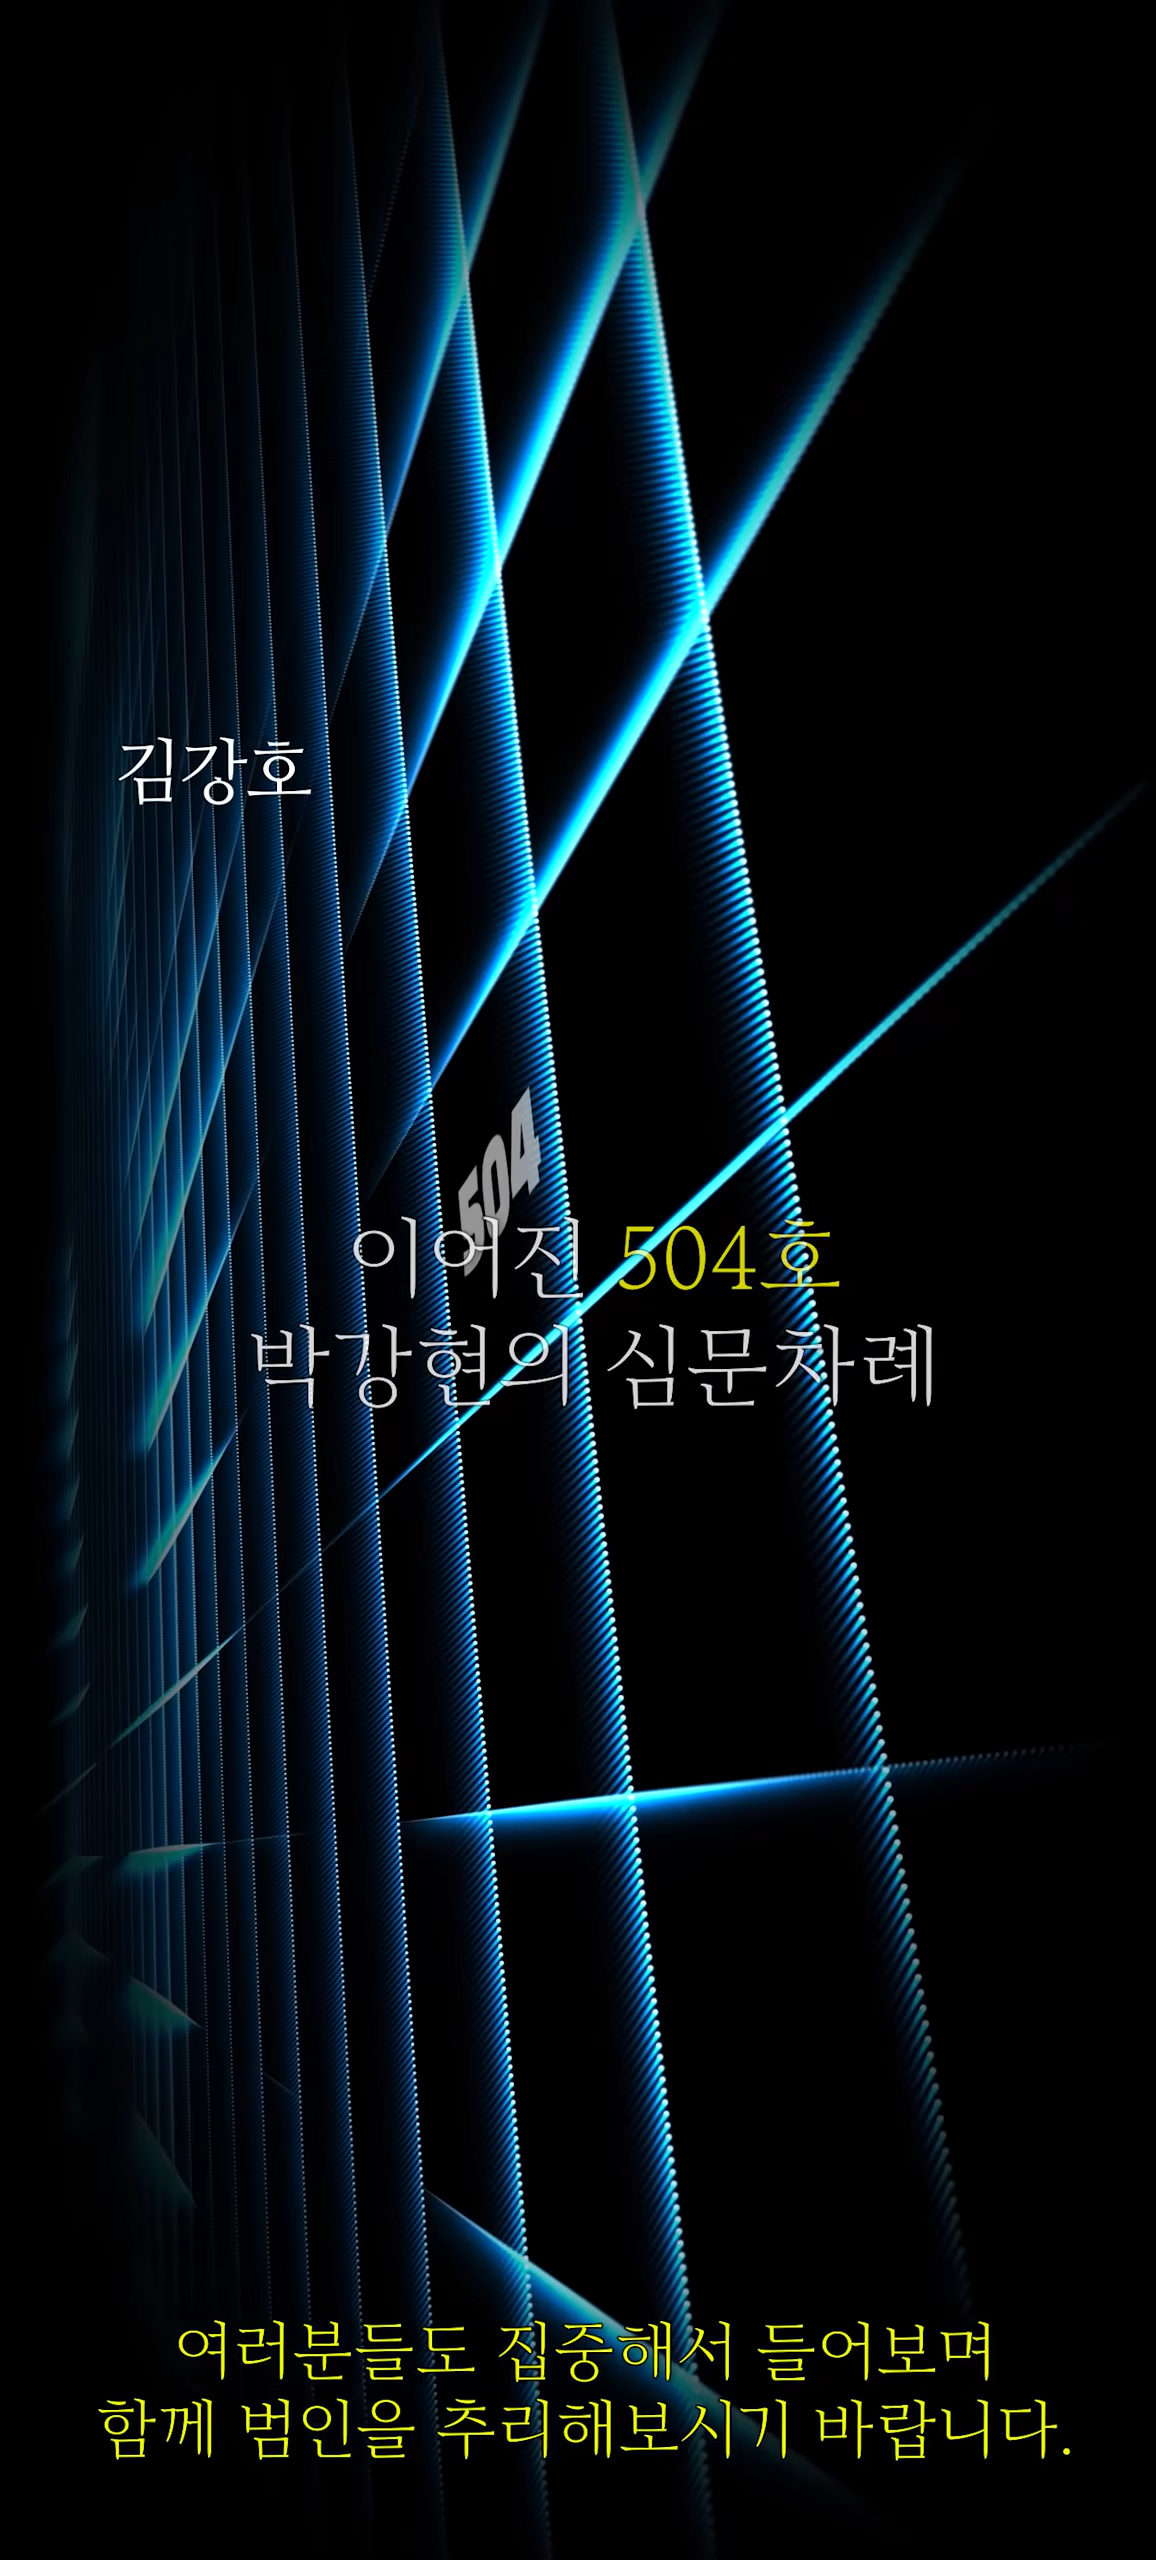 김강호
504
이어진 504호
박강현의 심문차례
여러분들도 집중해서 들어보며
함께 범인을 추리해보시기 바랍니다.